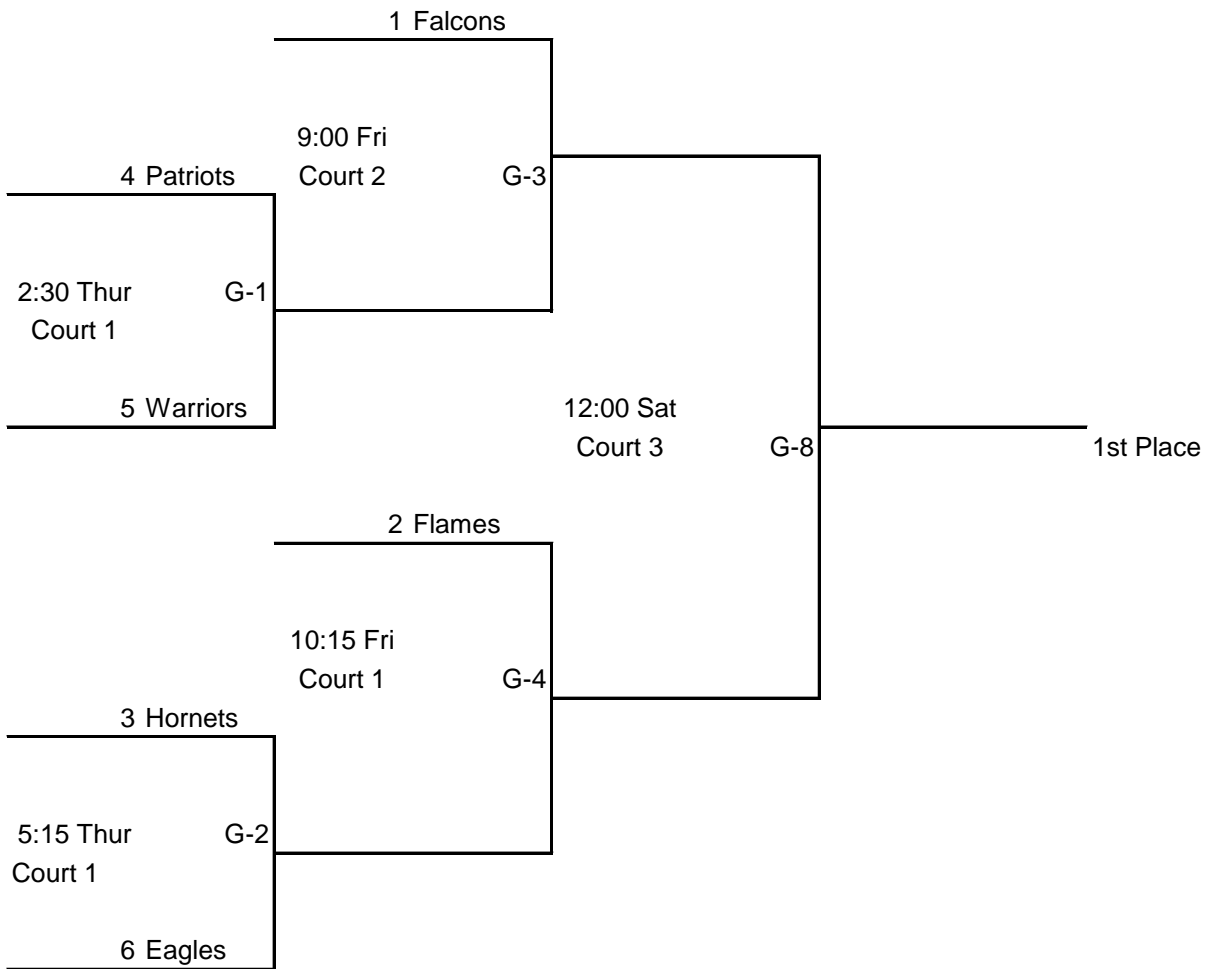 1 Falcons
9:00 Fri
Court 2
G-3
4 Patriots
2:30 Thur
G-1
Court 1
5 Warriors
12:00 Sat
Court 3
G-8
1st Place
2 Flames
10:15 Fri
Court 1
G-4
3 Hornets
5:15 Thur
G-2
Court 1
6 Eagles